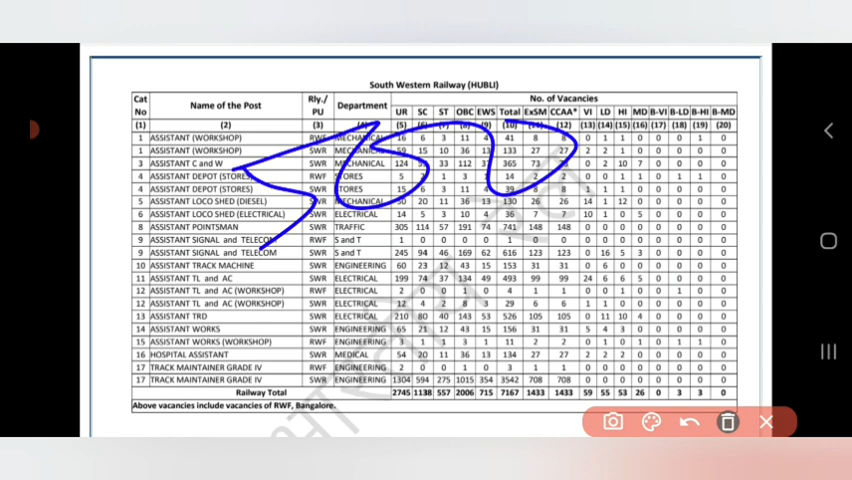 South Western Railway (HUBLI)
Cat No Name of the Post Rly./ PU Department No. of Vacancies
UR SC ST OBC EWS Total ExSM CCAA* VI LD HI MD B-VI B-LD B-HI B-MD
(1) (2) (3) (4) (5) (6) (7) (8) (9) (10) (11) (12) (13) (14) (15) (16) (17) (18) (19) (20)
1 ASSISTANT (WORKSHOP) RWF MECHANICAL 16 6 3 11 4 41 8 8 0 1 1 0 0 0 1 0
1 ASSISTANT (WORKSHOP) SWR MECHANICAL 59 15 10 36 13 133 27 27 2 2 1 0 0 0 0 0
3 ASSISTANT C and W SWR MECHANICAL 124 33 112 365 73 0 2 10 7 0 0 0 0
4 ASSISTANT DEPOT (STORES) RWF STORES 5 1 3 14 2 2 0 0 1 1 0 1 1 0
4 ASSISTANT DEPOT (STORES) SWR STORES 15 6 3 11 4 39 8 8 1 1 1 0 0 0 0 0
5 ASSISTANT LOCO SHED (DIESEL) SWR MECHANICAL 50 20 11 36 13 130 26 26 14 1 12 0 0 0 0 0
6 ASSISTANT LOCO SHED (ELECTRICAL) SWR ELECTRICAL 14 5 3 10 4 36 7 7 10 1 0 5 0 0 0 0
8 ASSISTANT POINTSMAN SWR TRAFFIC 305 114 57 191 74 741 148 148 0 0 0 0 0 0 0 0
9 ASSISTANT SIGNAL and TELECOM RWF S and T 1 0 0 0 0 1 0 0 0 0 0 0 0 0 0 0
9 ASSISTANT SIGNAL and TELECOM SWR S and T 245 94 46 169 62 616 123 123 0 16 5 3 0 0 0 0
10 ASSISTANT TRACK MACHINE SWR ENGINEERING 60 23 12 43 15 153 31 31 0 6 0 0 0 0 0 0
11 ASSISTANT TL and AC SWR ELECTRICAL 199 74 37 134 49 493 99 99 24 6 6 5 0 0 0 0
12 ASSISTANT TL and AC (WORKSHOP) RWF ELECTRICAL 2 0 0 1 0 4 1 1 0 0 1 0 0 1 0 0
12 ASSISTANT TL and AC (WORKSHOP) SWR ELECTRICAL 12 4 2 8 3 29 6 6 1 1 0 0 0 0 0 0
13 ASSISTANT TRD SWR ELECTRICAL 210 80 40 143 53 526 105 105 0 11 10 4 0 0 0 0
14 ASSISTANT WORKS SWR ENGINEERING 65 21 12 43 15 156 31 31 5 4 3 0 0 0 0 0
15 ASSISTANT WORKS (WORKSHOP) RWF ENGINEERING 1 1 1 3 1 11 2 2 0 1 0 1 0 1 1 0
16 HOSPITAL ASSISTANT SWR MEDICAL 54 20 11 36 13 134 27 27 2 2 2 0 0 0 0 0
17 TRACK MAINTAINER GRADE IV RWF ENGINEERING 2 0 0 1 0 3 1 1 0 0 0 0 0 0 0 0
17 TRACK MAINTAINER GRADE IV SWR ENGINEERING 1304 594 275 1015 354 3542 708 708 0 0 0 0 0 0 0 0
Railway Total 2745 1138 557 2006 715 7167 1433 1433 59 55 53 26 0 3 3 0
Above vacancies include vacancies of RWF, Bangalore.